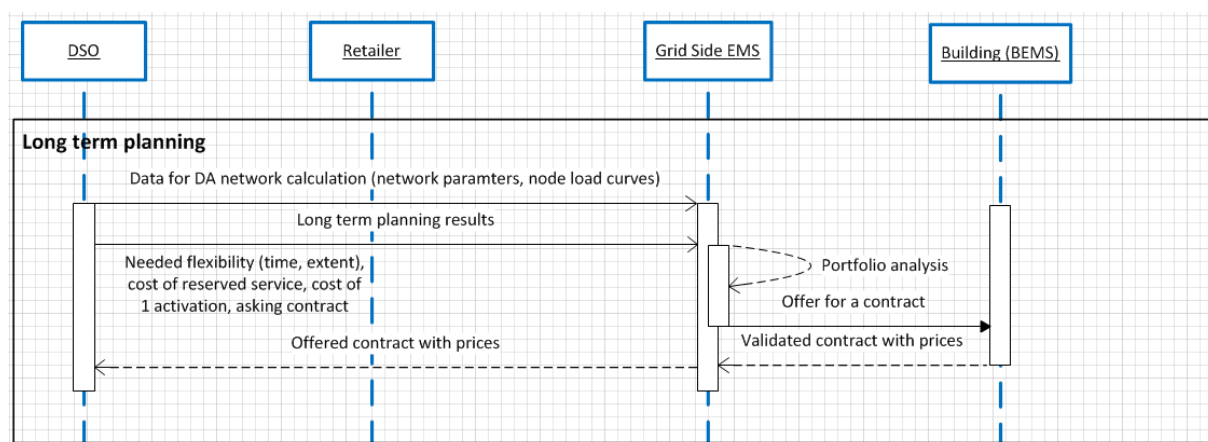 DSO
Retailer
Grid Side EMS
Building (BEMS)
Long term planning
Data for DA network calculation (network paramters, node load curves)
Long term planning results
Needed flexibility (time, extent),
cost of reserved service, cost of
1 activation, asking contract
Portfolio analysis
Offer for a contract
Validated contract with prices
Offered contract with prices